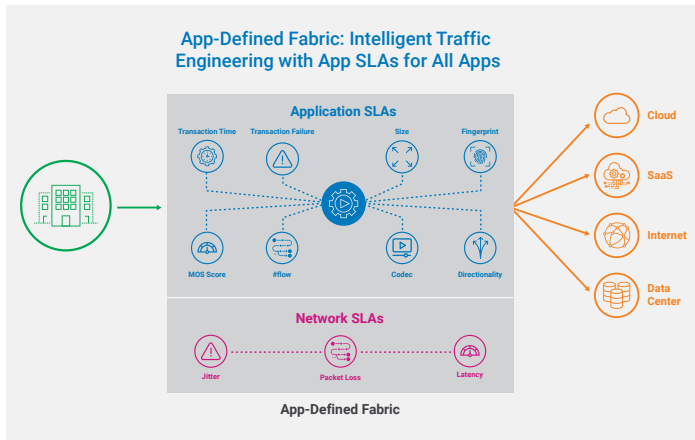 App-Defined Fabric: Intelligent Traffic
Engineering with App SLAs for All Apps
Application SLAs
Transaction Time
Transaction Failure
Size
Fingerprint
MOS Score
#flow
Codec
Directionality
Network SLAs
Jitter
Packet Loss
Latency
App-Defined Fabric
Cloud
SaaS
Internet
Data
Center